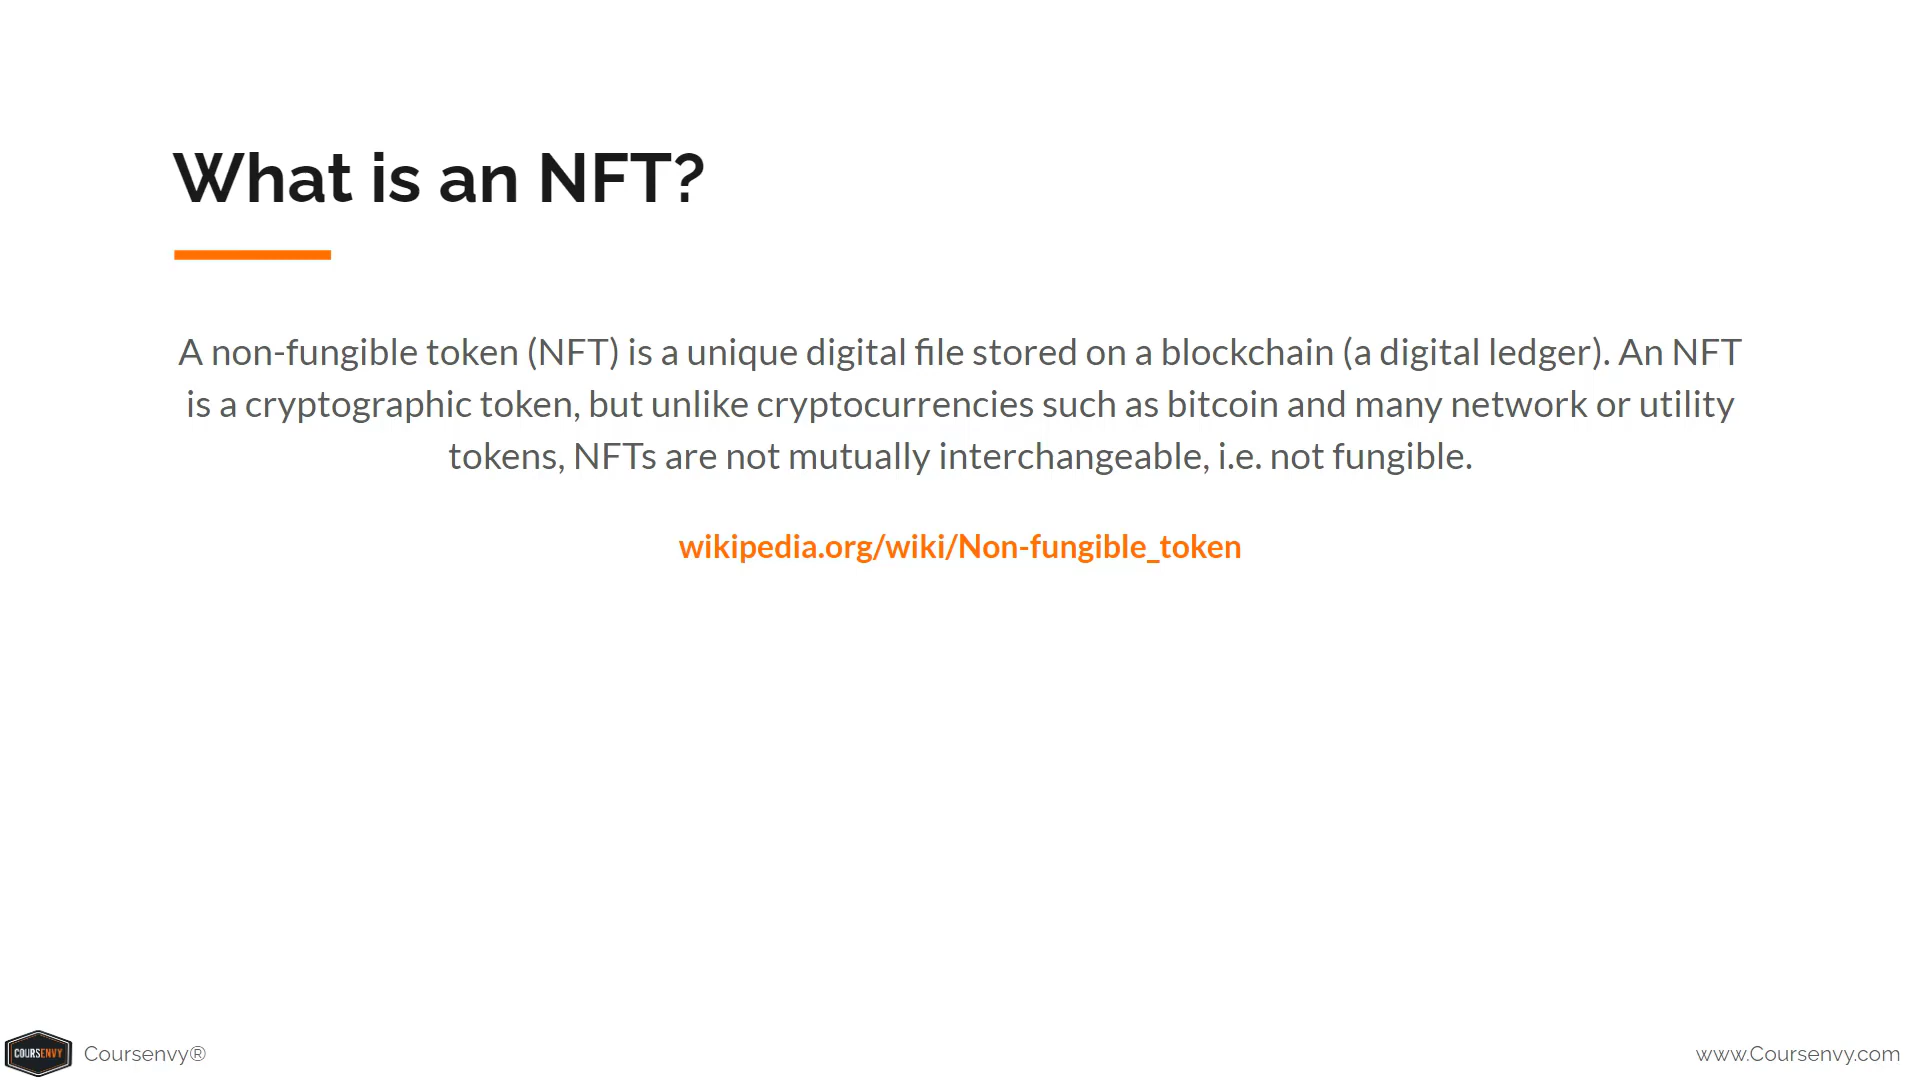 What is an NFT?
A non-fungible token (NFT) is a unique digital file stored on a blockchain (a digital ledger). An NFT
is a cryptographic token, but unlike cryptocurrencies such as bitcoin and many network or utility
tokens, NFTs are not mutually interchangeable, i.e. not fungible.
wikipedia.org/wiki/Non-fungible_token
COURSENVY
Coursenvy®
www.Coursenvy.com